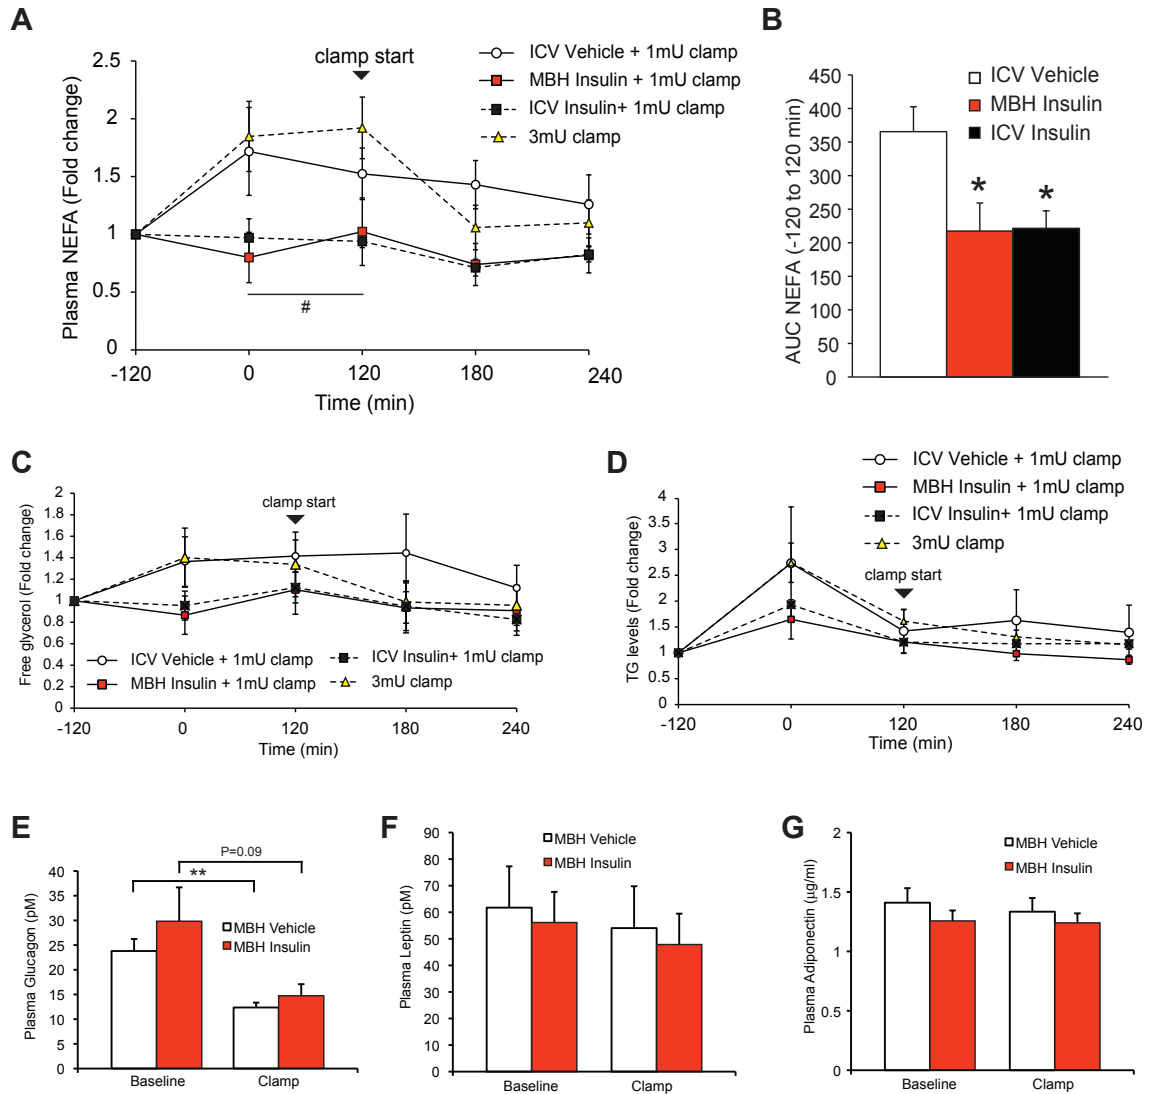 A
clamp start
ICV Vehicle + 1mU clamp
MBH Insulin + 1mU clamp
ICV Insulin+ 1mU clamp
3mU clamp
Plasma NEFA (Fold change)
2.5
2
1.5
1
0.5
0
#
-120
0
120
180
240
Time (min)
B
ICV Vehicle
MBH Insulin
ICV Insulin
AUC NEFA (-120 to 120 min)
450
400
350
300
250
200
150
100
50
0
*
*
C
clamp start
Free glycerol (Fold change)
2
1.8
1.6
1.4
1.2
1
0.8
0.6
0.4
0.2
0
ICV Vehicle + 1mU clamp
ICV Insulin+ 1mU clamp
MBH Insulin + 1mU clamp
3mU clamp
-120
0
120
180
240
Time (min)
D
ICV Vehicle + 1mU clamp
MBH Insulin + 1mU clamp
ICV Insulin+ 1mU clamp
3mU clamp
clamp start
TG levels (Fold change)
4
3.5
3
2.5
2
1.5
1
0.5
0
-120
0
120
180
240
Time (min)
E
P=0.09
**
MBH Vehicle
MBH Insulin
Plasma Glucagon (pM)
40
35
30
25
20
15
10
5
0
Baseline
Clamp
F
MBH Vehicle
MBH Insulin
Plasma Leptin (pM)
90
80
70
60
50
40
30
20
10
0
Baseline
Clamp
G
MBH Vehicle
MBH Insulin
Plasma Adiponectin (µg/ml)
2
1.5
1
0.5
0
Baseline
Clamp